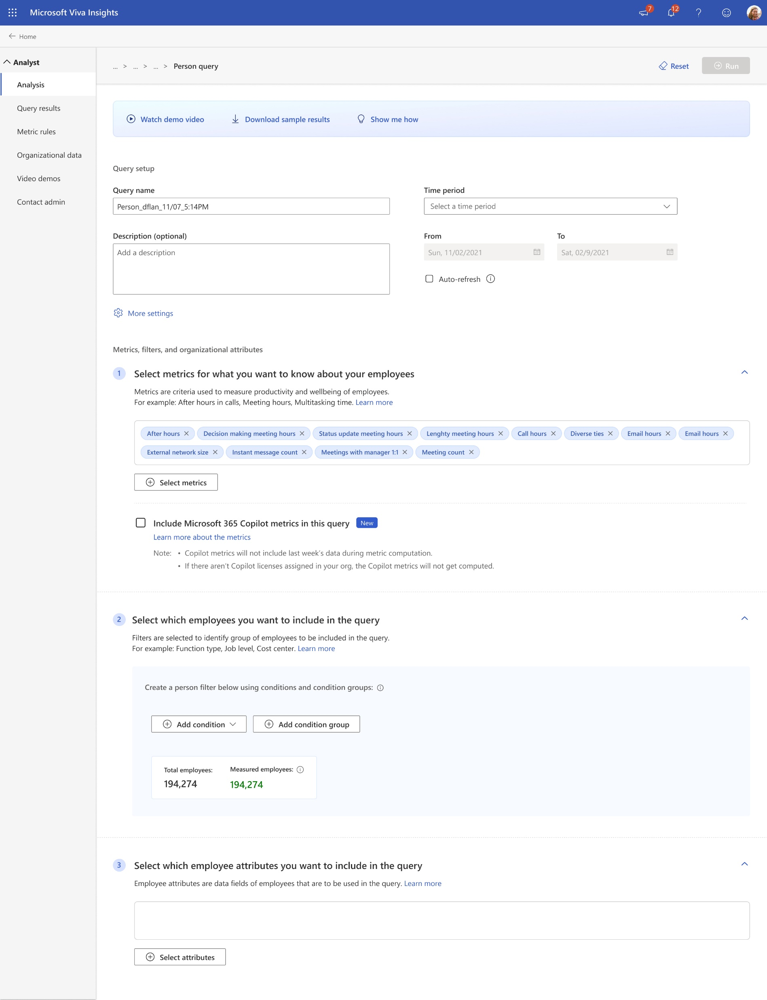 Microsoft Viva Insights
7
12
Home
Analyst
Analysis
Query results
Metric rules
Organizational data
Video demos
Contact admin
... > ... > ... > Person query
Reset
Run
Watch demo video
Download sample results
Show me how
Query setup
Query name
Person_dflan_11/07_5:14PM
Time period
Select a time period
Description (optional)
Add a description
From
Sun, 11/02/2021
To
Sat, 02/9/2021
Auto-refresh
More settings
Metrics, filters, and organizational attributes
1 Select metrics for what you want to know about your employees
Metrics are criteria used to measure productivity and wellbeing of employees.
For example: After hours in calls, Meeting hours, Multitasking time. Learn more
After hours Decision making meeting hours Status update meeting hours Lenghty meeting hours Call hours Diverse ties Email hours Email hours
External network size Instant message count Meetings with manager 1:1 Meeting count
Select metrics
Include Microsoft 365 Copilot metrics in this query New
Learn more about the metrics
Note: • Copilot metrics will not include last week’s data during metric computation.
• If there aren’t Copilot licenses assigned in your org, the Copilot metrics will not get computed.
2 Select which employees you want to include in the query
Filters are selected to identify group of employees to be included in the query.
For example: Function type, Job level, Cost center. Learn more
Create a person filter below using conditions and condition groups:
Add condition
Add condition group
Total employees:
194,274
Measured employees:
194,274
3 Select which employee attributes you want to include in the query
Employee attributes are data fields of employees that are to be used in the query. Learn more
Select attributes